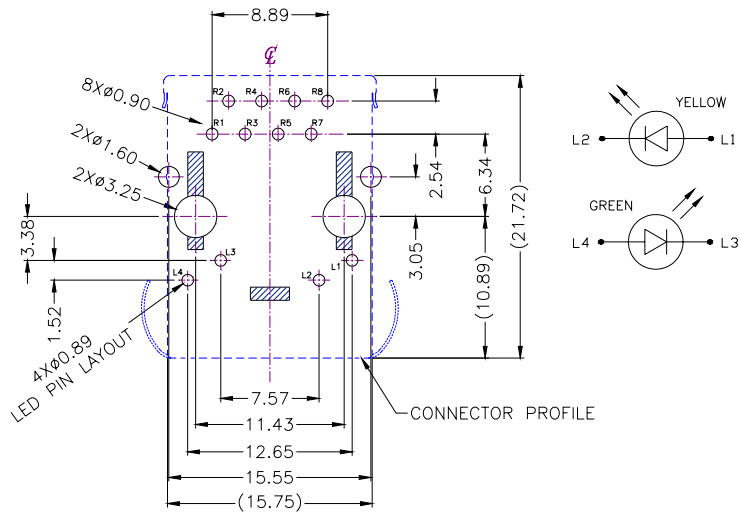 8.89
℄
R2 R4 R6 R8
8Xø0.90
R1 R3 R5 R7
2Xø1.60
2Xø3.25
3.38
1.52
L3
L1
L4
L2
4Xø0.89
LED PIN LAYOUT
2.54
6.34
3.05
(10.89)
(21.72)
7.57
11.43
12.65
15.55
(15.75)
CONNECTOR PROFILE
YELLOW
L2 L1
GREEN
L4 L3